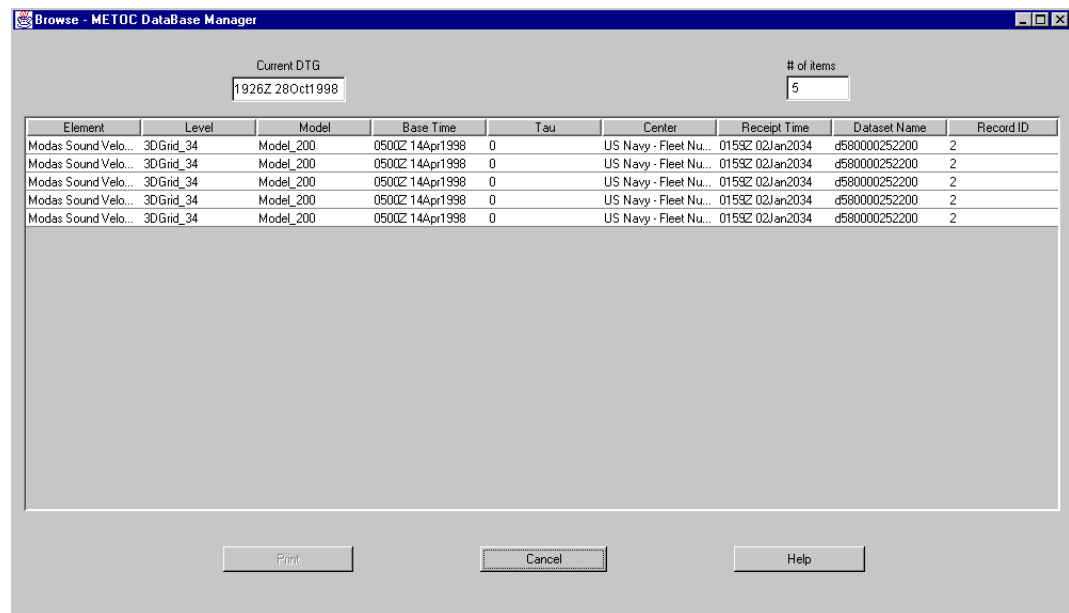 Browse - METOC DataBase Manager
Current DTG # of items
1926Z 28Oct1998 5
Element Level Model Base Time Tau Center Receipt Time Dataset Name Record ID
Modas Sound Velo... 3DGrid_34 Model_200 0500Z 14Apr1998 0 US Navy - Fleet Nu... 0159Z 02Jan2034 d580000252200 2
Modas Sound Velo... 3DGrid_34 Model_200 0500Z 14Apr1998 0 US Navy - Fleet Nu... 0159Z 02Jan2034 d580000252200 2
Modas Sound Velo... 3DGrid_34 Model_200 0500Z 14Apr1998 0 US Navy - Fleet Nu... 0159Z 02Jan2034 d580000252200 2
Modas Sound Velo... 3DGrid_34 Model_200 0500Z 14Apr1998 0 US Navy - Fleet Nu... 0159Z 02Jan2034 d580000252200 2
Modas Sound Velo... 3DGrid_34 Model_200 0500Z 14Apr1998 0 US Navy - Fleet Nu... 0159Z 02Jan2034 d580000252200 2
Print Cancel Help